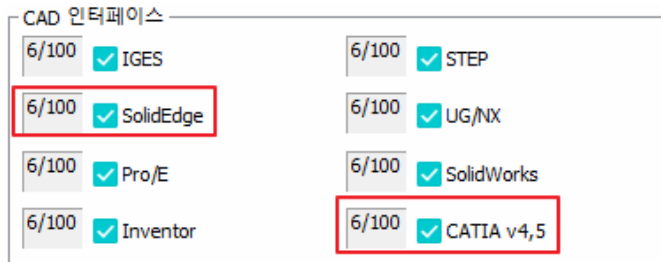 CAD 인터페이스
6/100 IGES 6/100 STEP
6/100 SolidEdge 6/100 UG/NX
6/100 Pro/E 6/100 SolidWorks
6/100 Inventor 6/100 CATIA v4,5